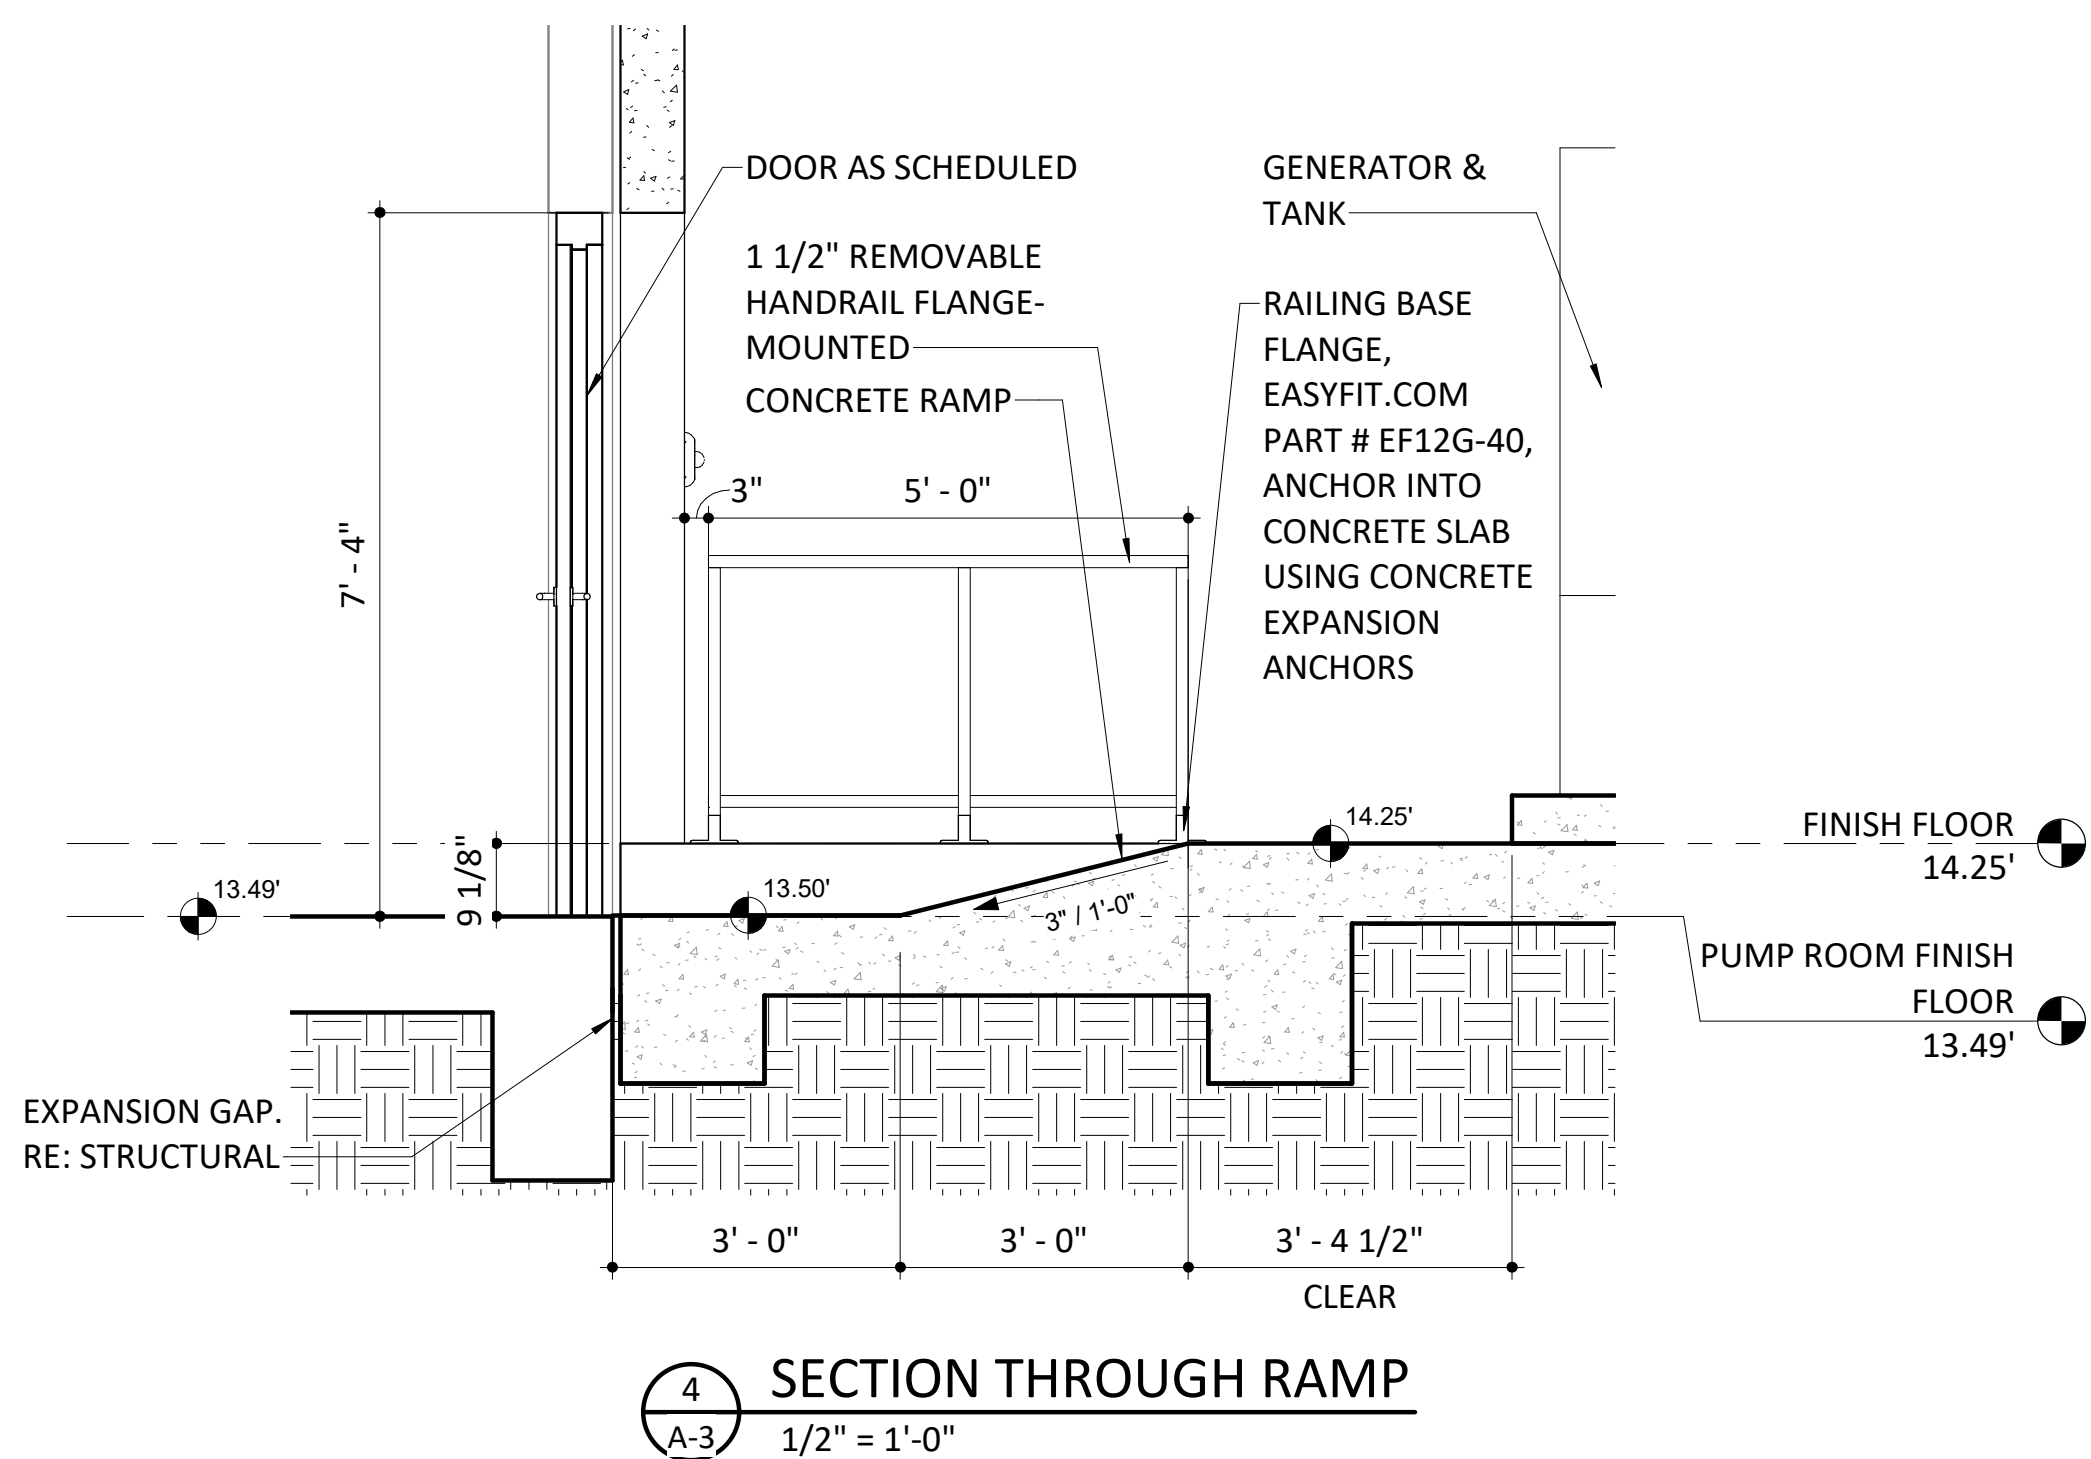 DOOR AS SCHEDULED
1 1/2" REMOVABLE
HANDRAIL FLANGE-
MOUNTED
CONCRETE RAMP
GENERATOR &
TANK
RAILING BASE
FLANGE,
EASYFIT.COM
PART # EF12G-40,
ANCHOR INTO
CONCRETE SLAB
USING CONCRETE
EXPANSION
ANCHORS
3"
5' - 0"
7' - 4"
9 1/8"
13.49'
13.50'
14.25'
3" / 1'-0"
FINISH FLOOR
14.25'
PUMP ROOM FINISH
FLOOR
13.49'
EXPANSION GAP.
RE: STRUCTURAL
3' - 0"
3' - 0"
3' - 4 1/2"
CLEAR
4
A-3
SECTION THROUGH RAMP
1/2" = 1'-0"